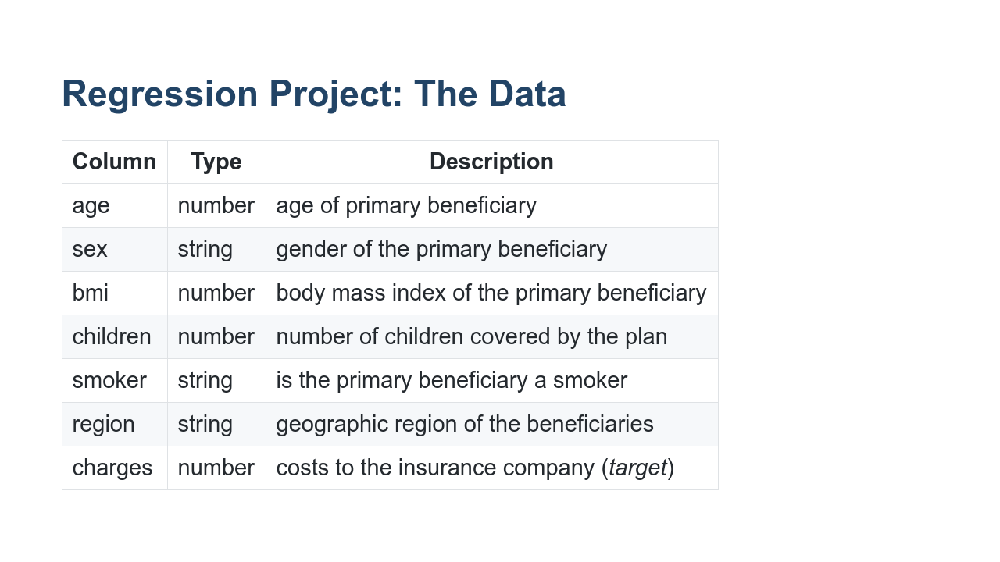 Regression Project: The Data
Column Type Description
age number age of primary beneficiary
sex string gender of the primary beneficiary
bmi number body mass index of the primary beneficiary
children number number of children covered by the plan
smoker string is the primary beneficiary a smoker
region string geographic region of the beneficiaries
charges number costs to the insurance company (target)